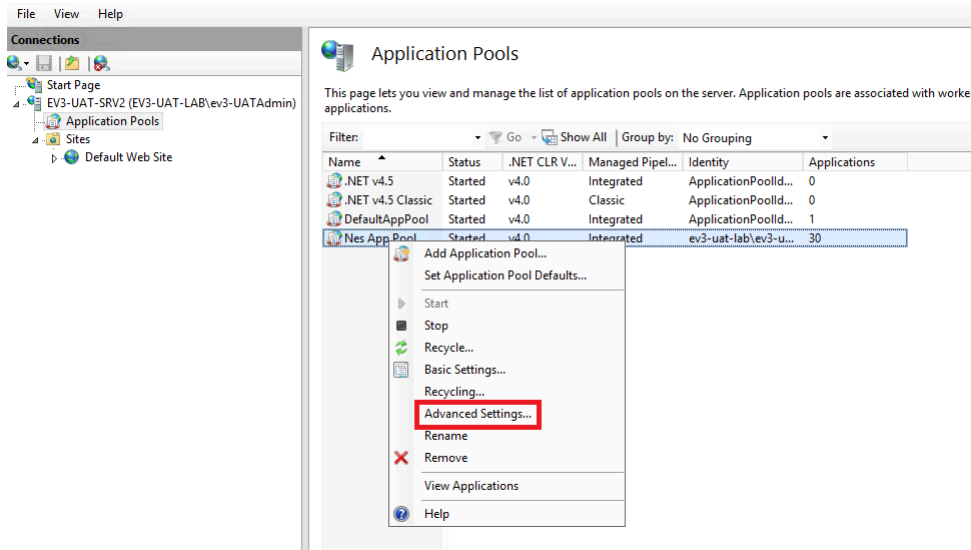 File View Help
Connections
Start Page
EV3-UAT-SRV2 (EV3-UAT-LAB\ev3-UATAdmin)
Application Pools
Sites
Default Web Site
Application Pools
This page lets you view and manage the list of application pools on the server. Application pools are associated with worke
applications.
Filter: Go Show All Group by: No Grouping
Name Status .NET CLR V... Managed Pipel... Identity Applications
.NET v4.5 Started v4.0 Integrated ApplicationPoolId... 0
.NET v4.5 Classic Started v4.0 Classic ApplicationPoolId... 0
DefaultAppPool Started v4.0 Integrated ApplicationPoolId... 1
Nes App Pool Started v4.0 Integrated ev3-uat-lab\ev3-u... 30
Add Application Pool...
Set Application Pool Defaults...
Start
Stop
Recycle...
Basic Settings...
Recycling...
Advanced Settings...
Rename
Remove
View Applications
Help